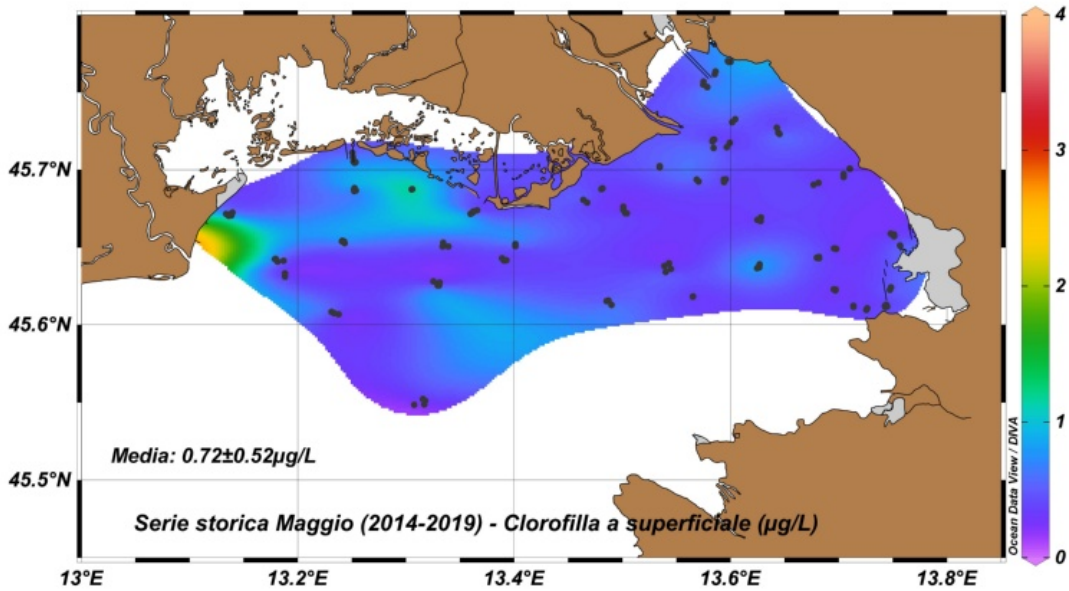 4
3
2
1
0
45.7°N
45.6°N
45.5°N
Media: 0.72±0.52µg/L
Serie storica Maggio (2014-2019) - Clorofilla a superficiale (µg/L)
Ocean Data View / DIVA
13°E
13.2°E
13.4°E
13.6°E
13.8°E